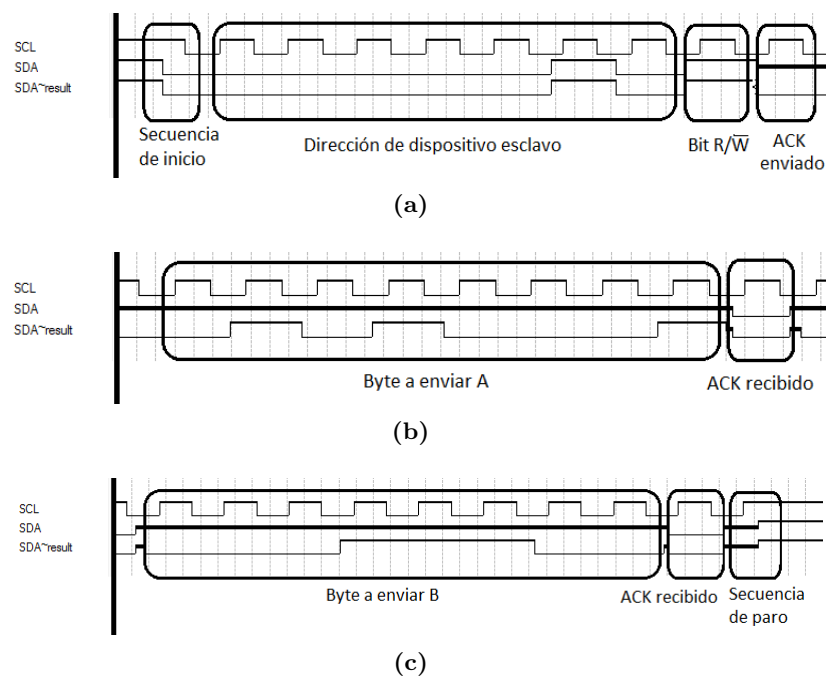 SCL
SDA
SDA~result
Secuencia
de inicio
Dirección de dispositivo esclavo
Bit R/W̅
ACK
enviado
(a)
SCL
SDA
SDA~result
Byte a enviar A
ACK recibido
(b)
SCL
SDA
SDA~result
Byte a enviar B
ACK recibido
Secuencia
de paro
(c)